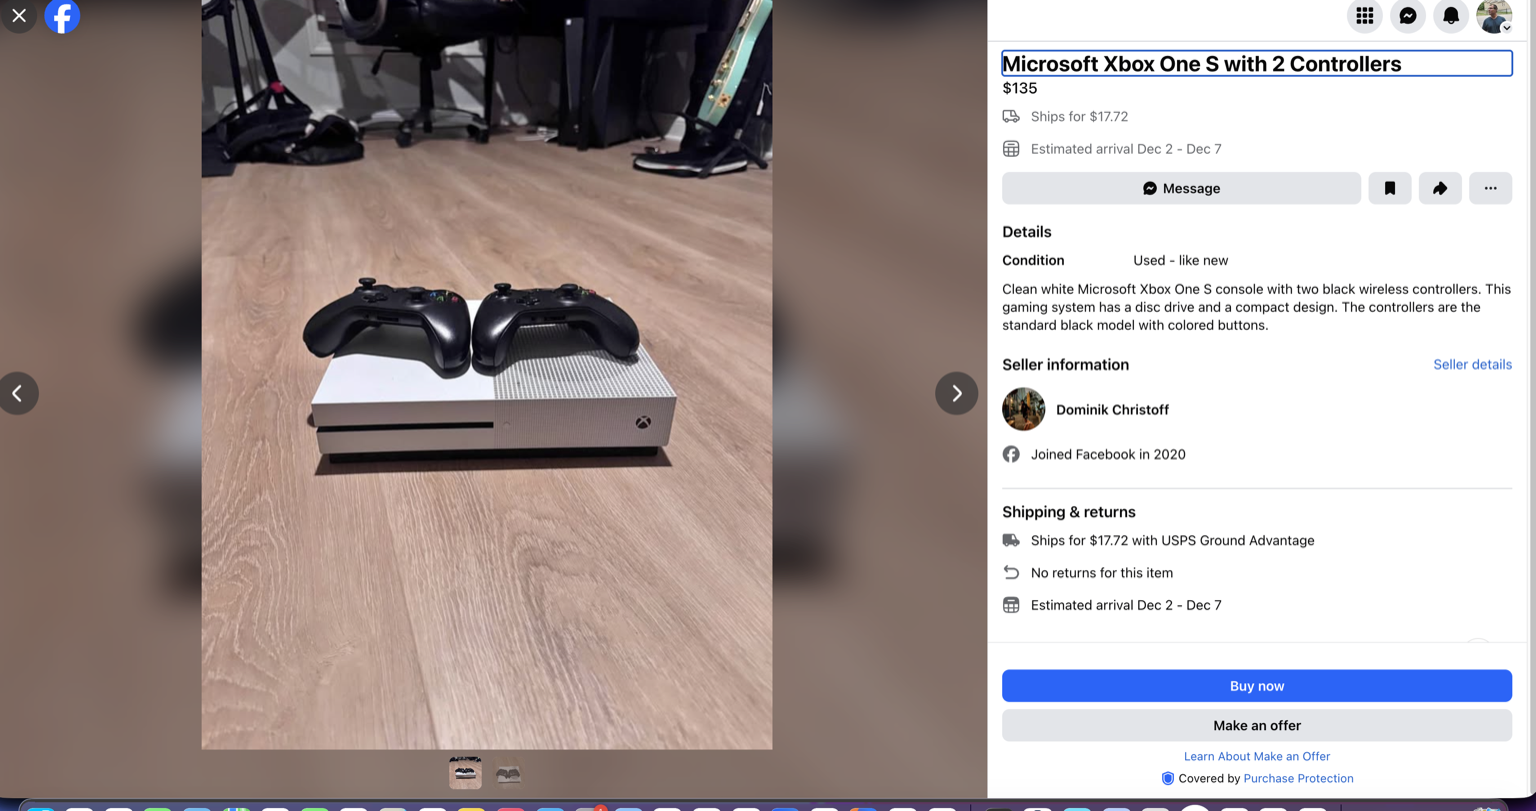 Microsoft Xbox One S with 2 Controllers
$135
Ships for $17.72
Estimated arrival Dec 2 - Dec 7
Message
Details
Condition Used - like new
Clean white Microsoft Xbox One S console with two black wireless controllers. This
gaming system has a disc drive and a compact design. The controllers are the
standard black model with colored buttons.
Seller information Seller details
Dominik Christoff
Joined Facebook in 2020
Shipping & returns
Ships for $17.72 with USPS Ground Advantage
No returns for this item
Estimated arrival Dec 2 - Dec 7
Buy now
Make an offer
Learn About Make an Offer
Covered by Purchase Protection